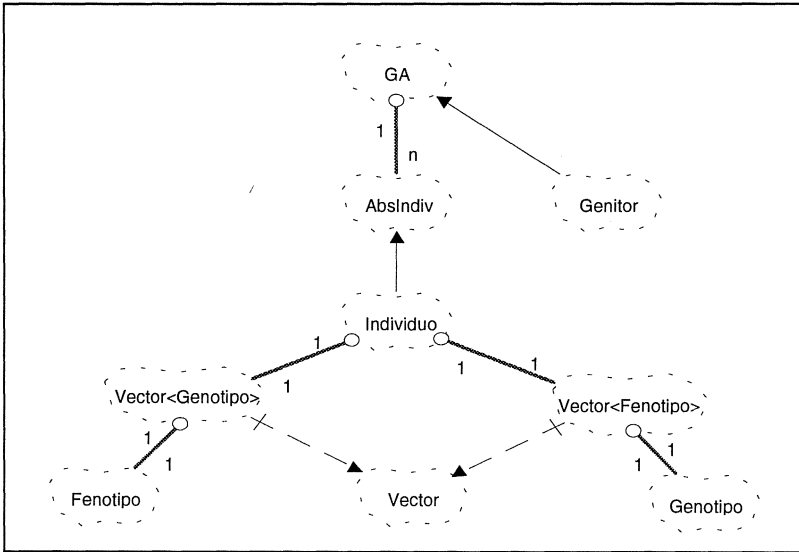 GA
1
n
AbsIndiv
Genitor
Individuo
1
1
1
1
Vector<Genotipo>
Vector<Fenotipo>
1
1
1
1
Fenotipo
Vector
Genotipo